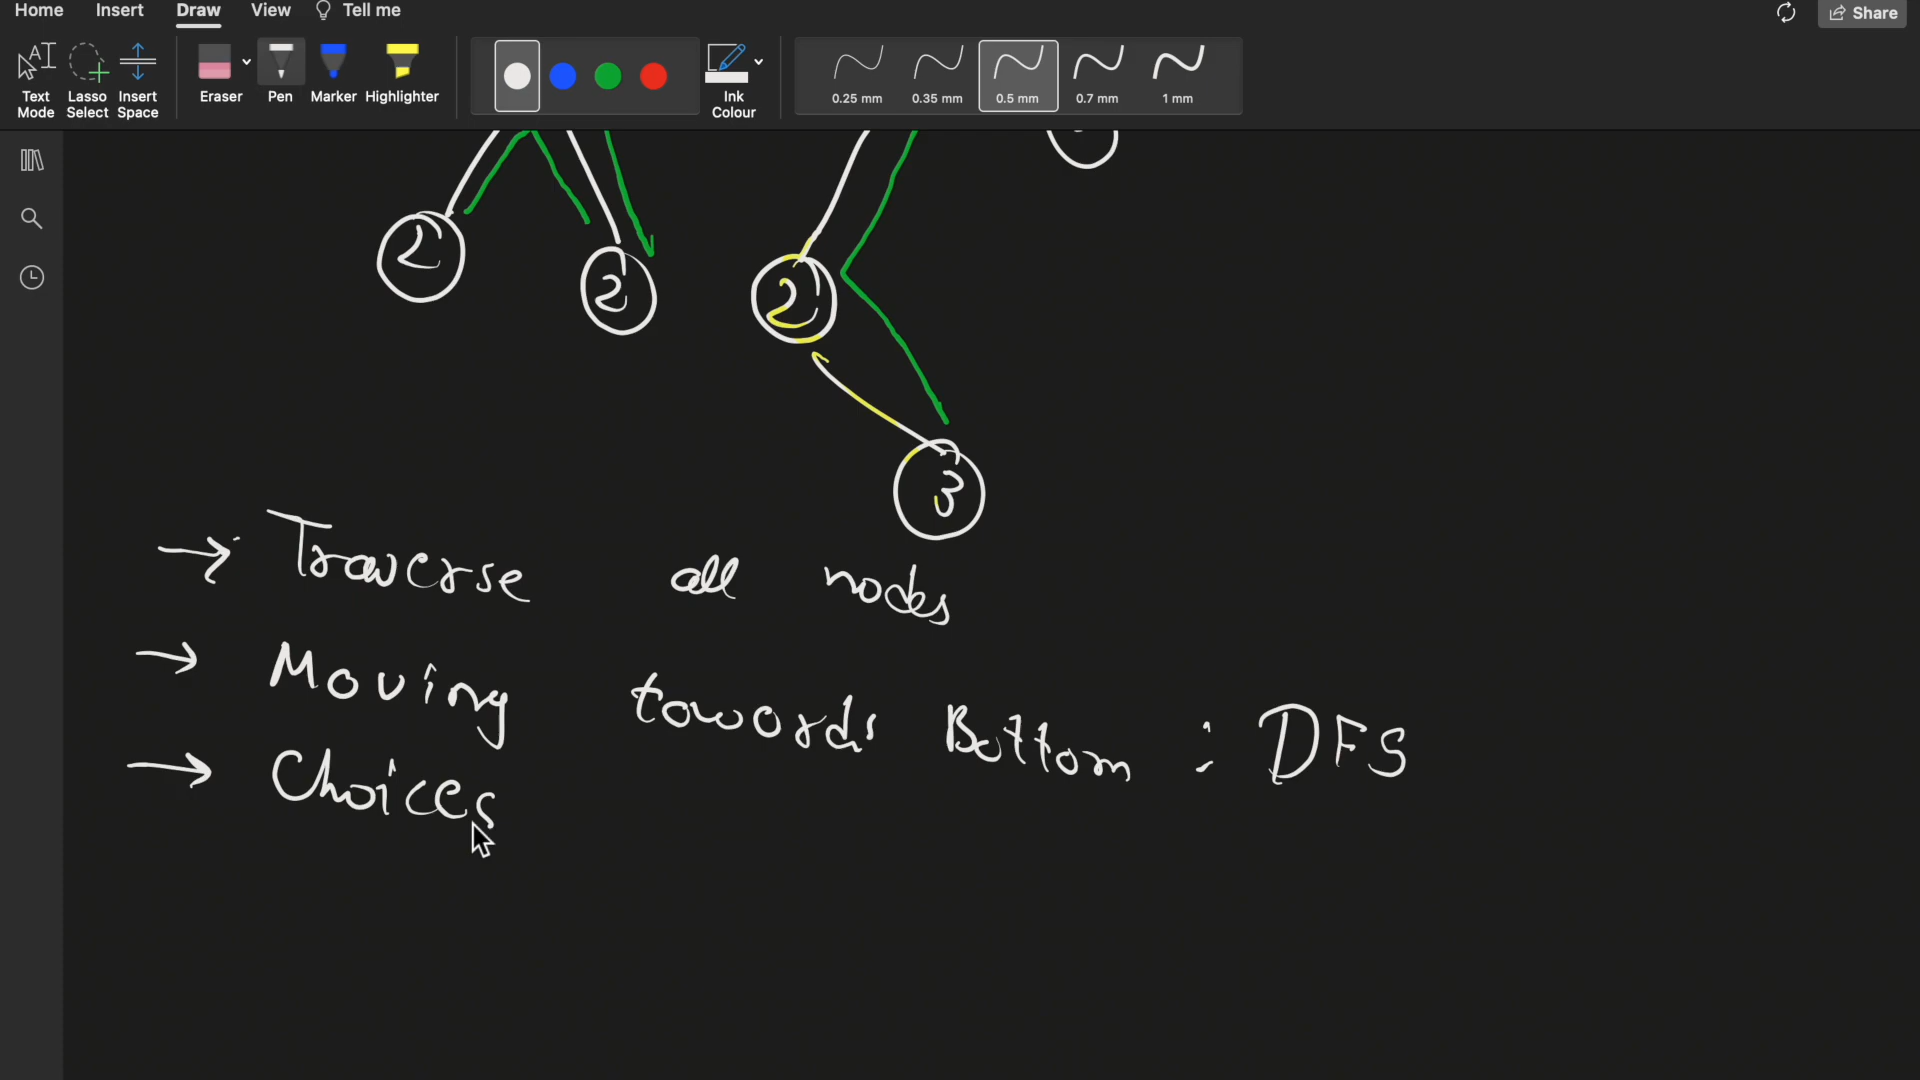 Home Insert Draw View Tell me Share
Text Mode
Lasso Select
Insert Space
Eraser
Pen
Marker
Highlighter
Ink Colour
0.25 mm
0.35 mm
0.5 mm
0.7 mm
1 mm
2
2
2
3
→ Traverse all nodes
→ Moving towards Bottom : DFS
→ Choices